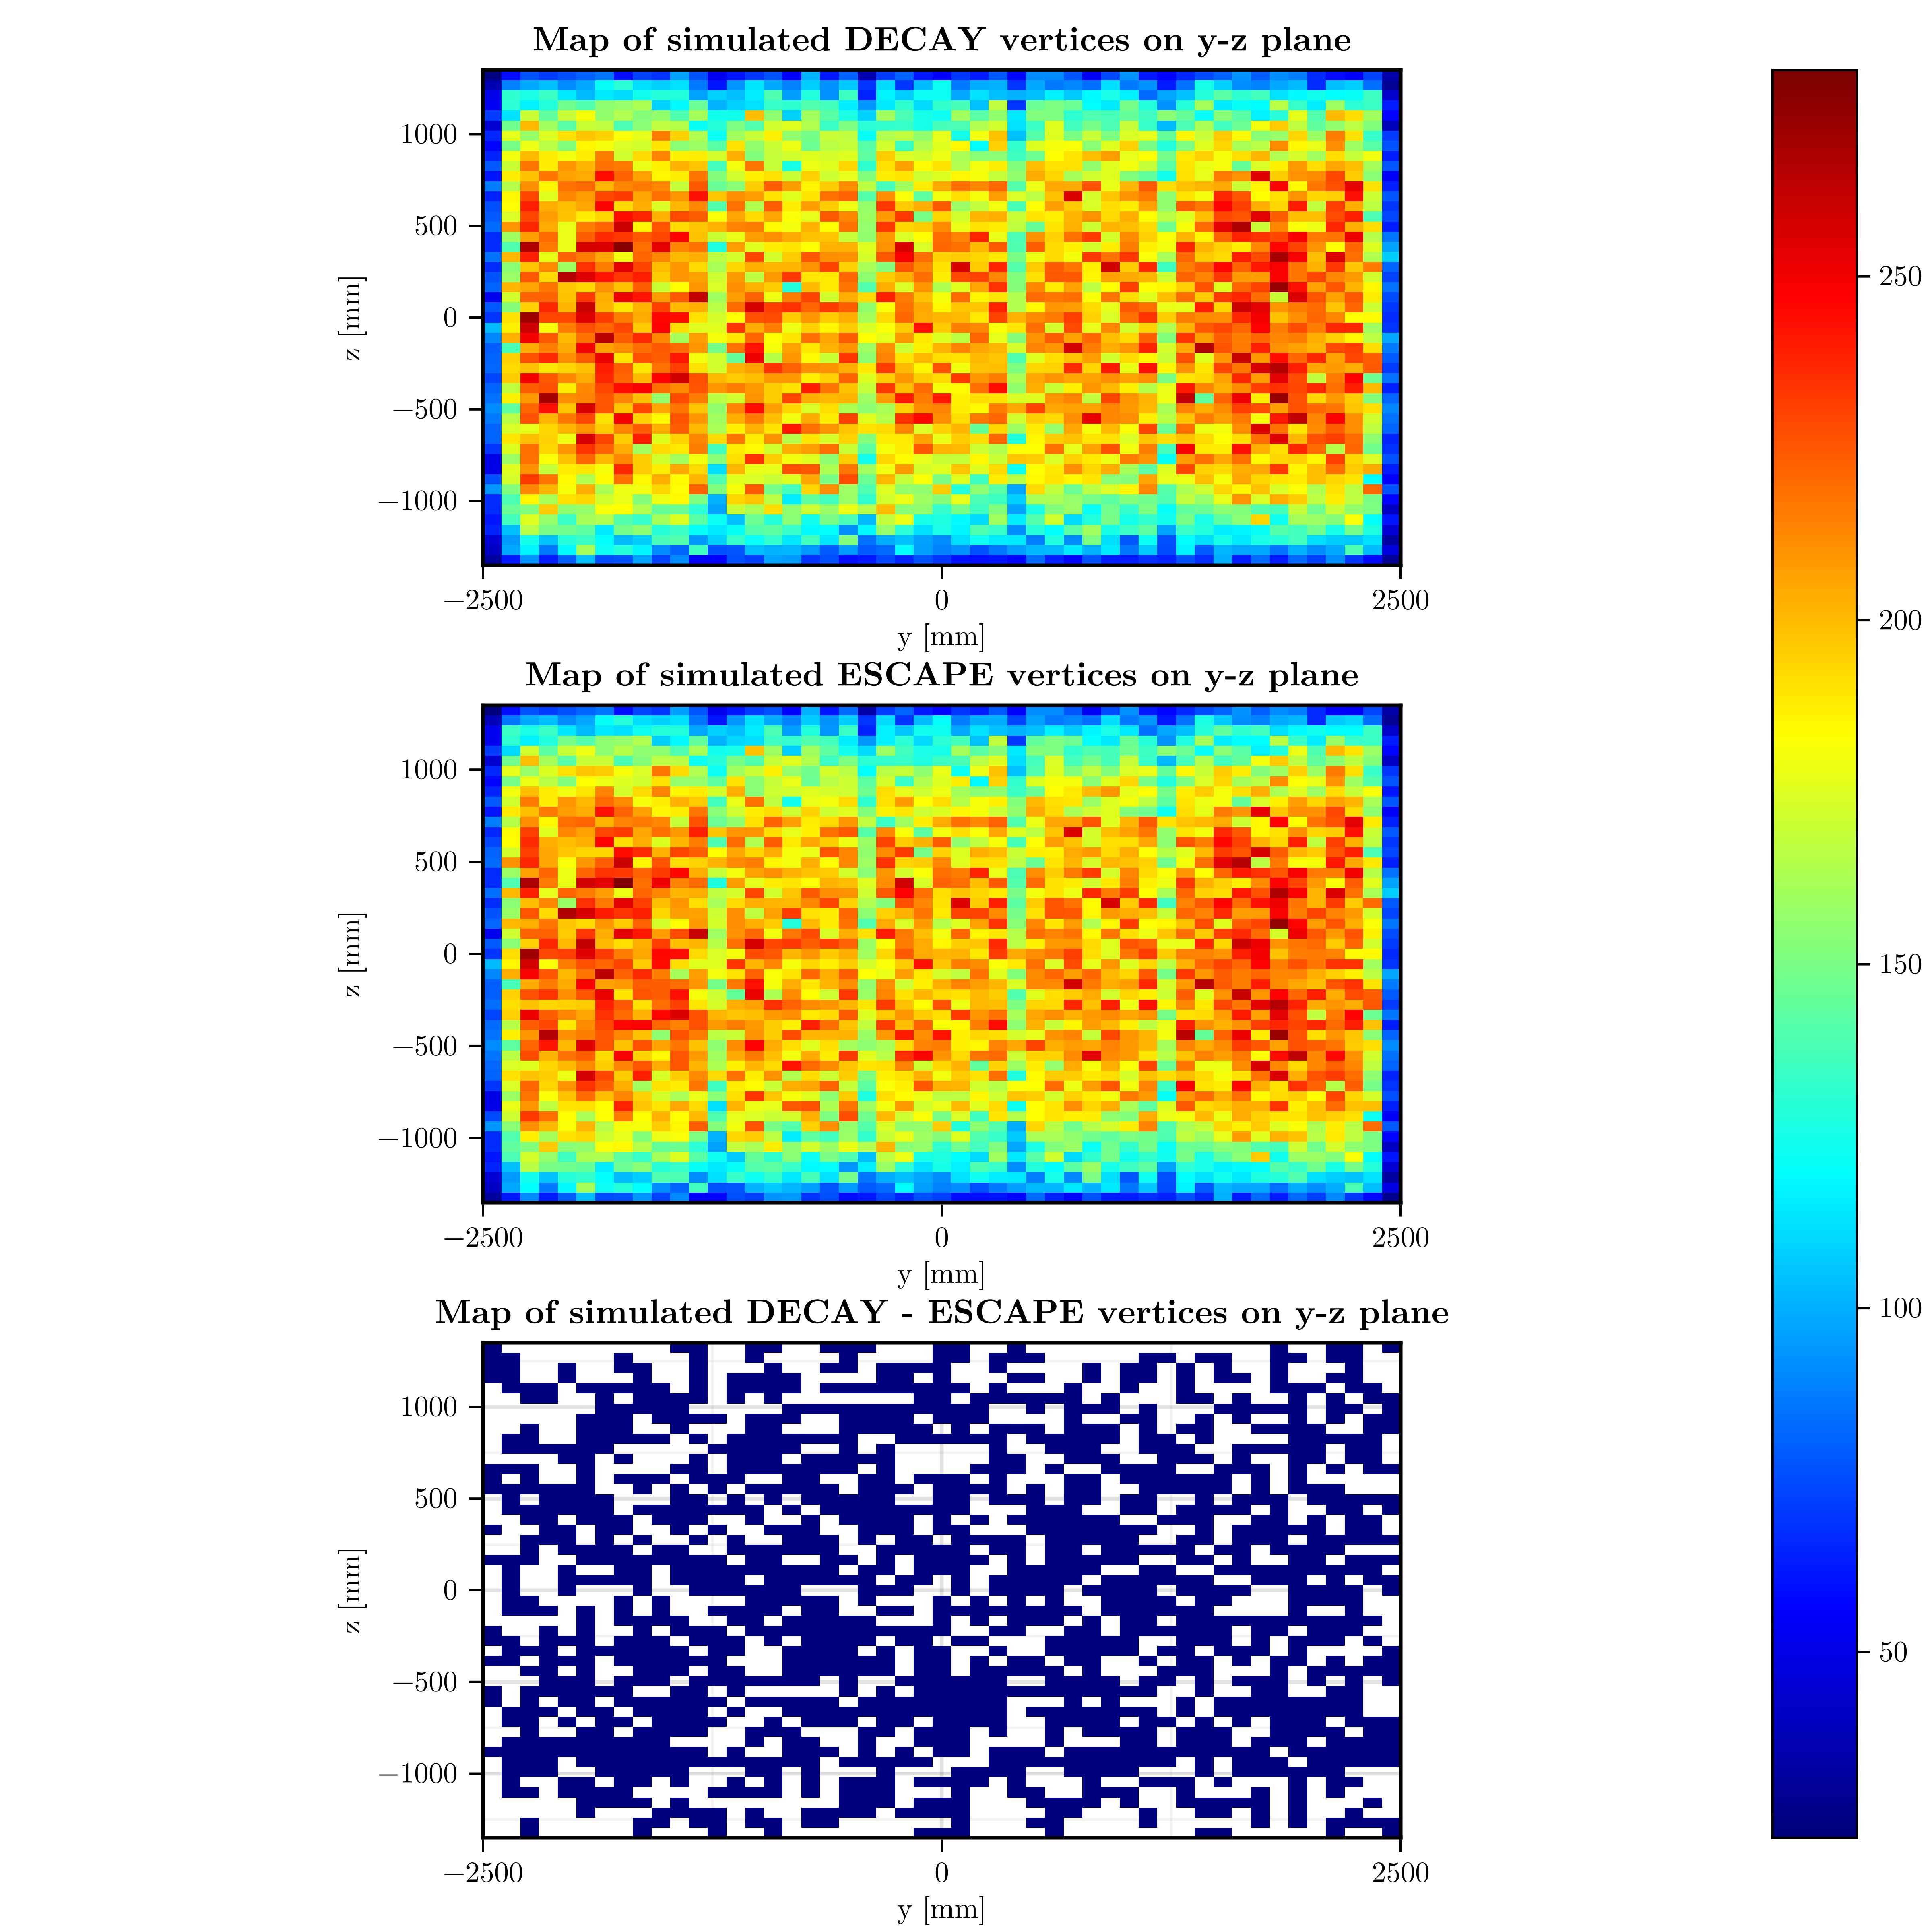 Map of simulated DECAY vertices on y-z plane
1000
500
0
−500
−1000
z [mm]
−2500 0 2500
y [mm]
Map of simulated ESCAPE vertices on y-z plane
1000
500
0
−500
−1000
z [mm]
−2500 0 2500
y [mm]
Map of simulated DECAY - ESCAPE vertices on y-z plane
1000
500
0
−500
−1000
z [mm]
−2500 0 2500
y [mm]
250
200
150
100
50